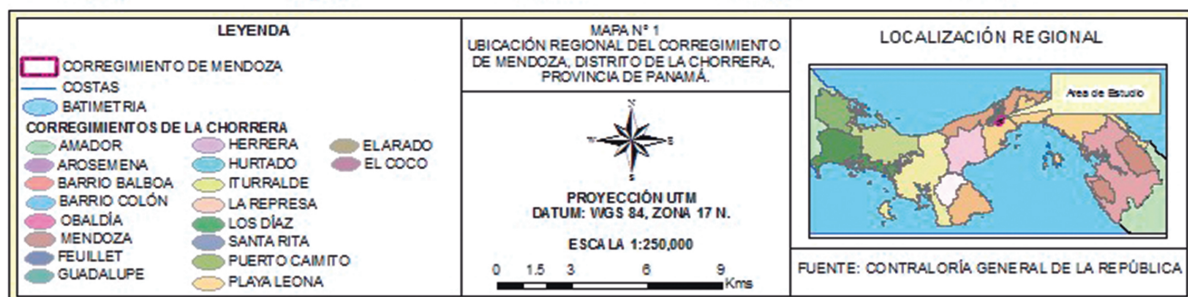 LEYENDA
CORREGIMIENTO DE MENDOZA
COSTAS
BATIMETRIA
CORREGIMIENTOS DE LA CHORRERA
AMADOR
AROSEMENA
BARRIO BALBOA
BARRIO COLÓN
OBALDÍA
MENDOZA
FEUILLET
GUADALUPE
HERRERA
HURTADO
ITURRALDE
LA REPRESA
LOS DÍAZ
SANTA RITA
PUERTO CAIMITO
PLAYA LEONA
EL ARADO
EL COCO
MAPA Nº 1
UBICACIÓN REGIONAL DEL CORREGIMIENTO
DE MENDOZA, DISTRITO DE LA CHORRERA,
PROVINCIA DE PANAMÁ.
N
S
PROYECCIÓN UTM
DATUM: WGS 84, ZONA 17 N.
ESCALA 1:250,000
0 1.5 3 6 9
Kms
LOCALIZACIÓN REGIONAL
Area de Estudio
FUENTE: CONTRALORÍA GENERAL DE LA REPÚBLICA